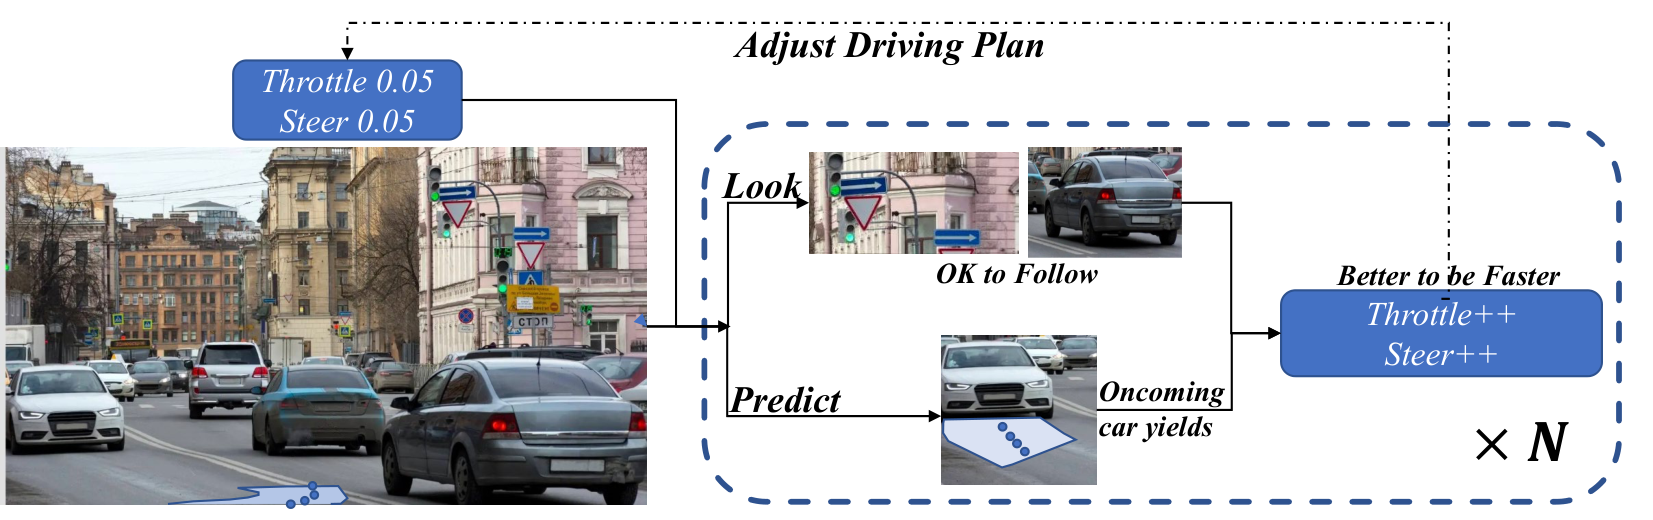 Adjust Driving Plan
Throttle 0.05
Steer 0.05
Look
OK to Follow
Better to be Faster
Throttle++
Steer++
СТОП
Predict
Oncoming
car yields
× N